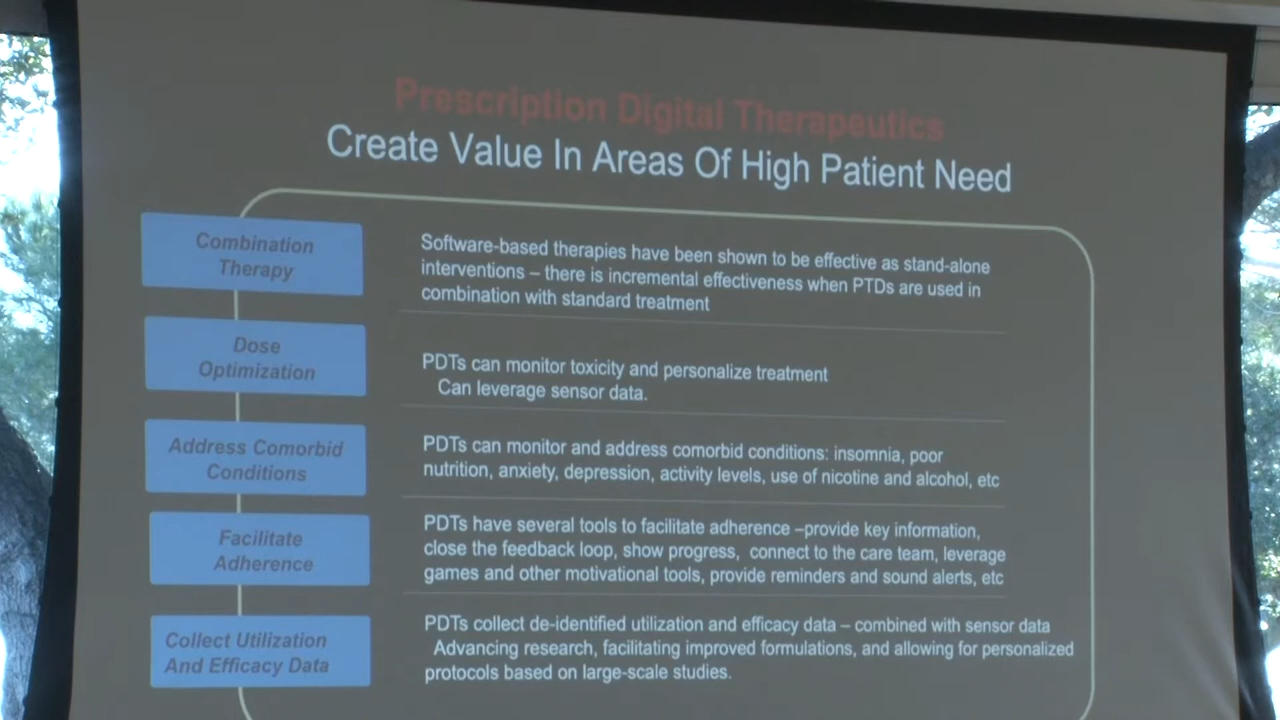 Prescription Digital Therapeutics
Create Value In Areas Of High Patient Need
Combination
Therapy
Software-based therapies have been shown to be effective as stand-alone
interventions – there is incremental effectiveness when PTDs are used in
combination with standard treatment
Dose
Optimization
PDTs can monitor toxicity and personalize treatment
Can leverage sensor data.
Address Comorbid
Conditions
PDTs can monitor and address comorbid conditions: insomnia, poor
nutrition, anxiety, depression, activity levels, use of nicotine and alcohol, etc
Facilitate
Adherence
PDTs have several tools to facilitate adherence –provide key information,
close the feedback loop, show progress, connect to the care team, leverage
games and other motivational tools, provide reminders and sound alerts, etc
Collect Utilization
And Efficacy Data
PDTs collect de-identified utilization and efficacy data – combined with sensor data
Advancing research, facilitating improved formulations, and allowing for personalized
protocols based on large-scale studies.